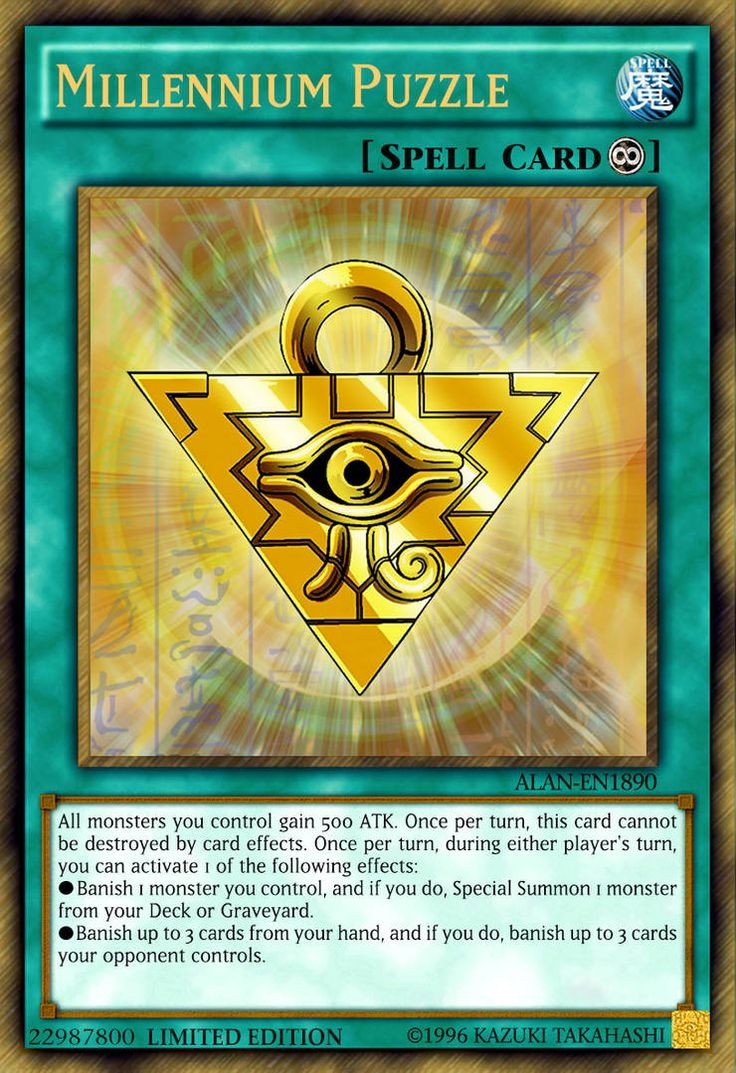 MILLENNIUM PUZZLE
SPELL
魔
[SPELL CARD♾]
ALAN-EN1890
All monsters you control gain 500 ATK. Once per turn, this card cannot
be destroyed by card effects. Once per turn, during either player's turn,
you can activate 1 of the following effects:
●Banish 1 monster you control, and if you do, Special Summon 1 monster
from your Deck or Graveyard.
●Banish up to 3 cards from your hand, and if you do, banish up to 3 cards
your opponent controls.
22987800 LIMITED EDITION ©1996 KAZUKI TAKAHASHI